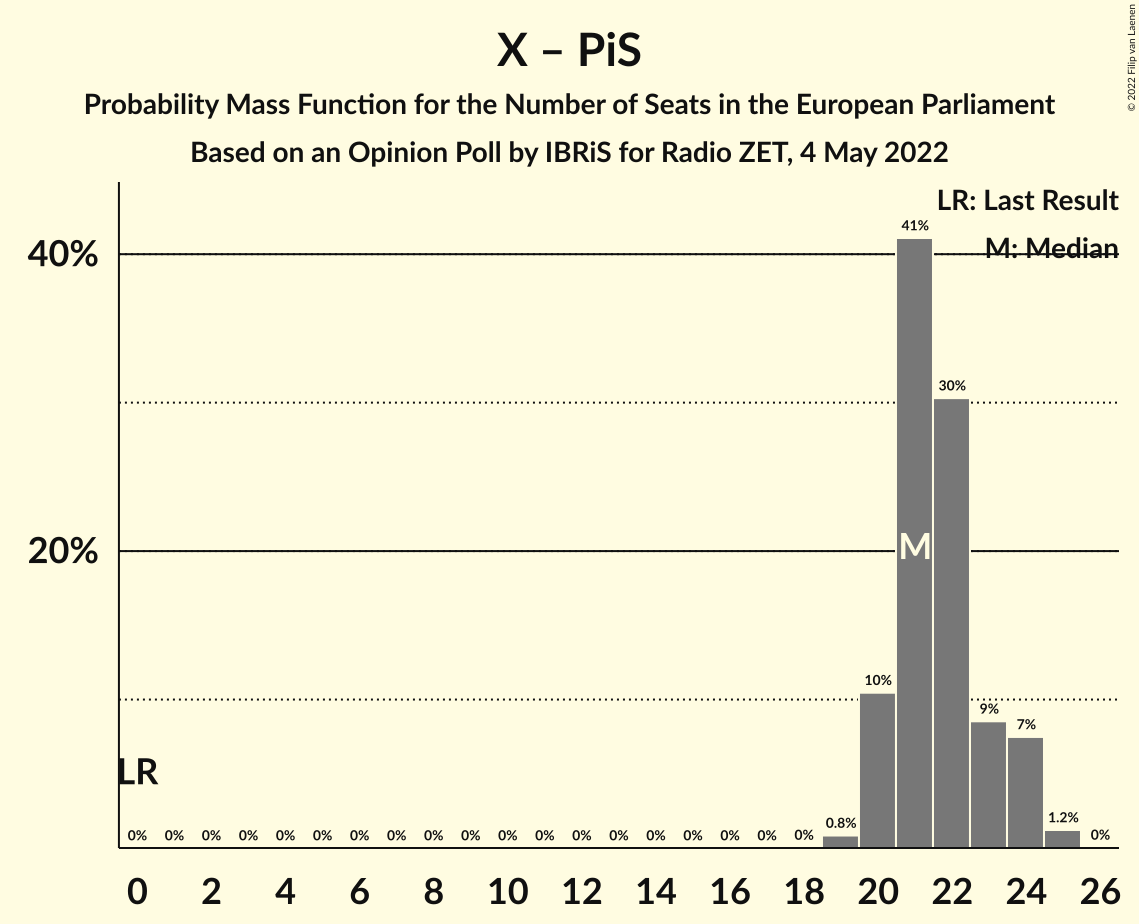 X – PiS
Probability Mass Function for the Number of Seats in the European Parliament
Based on an Opinion Poll by IBRiS for Radio ZET, 4 May 2022
© 2022 Filip van Laenen
LR: Last Result
M: Median
40%
20%
41%
30%
10%
9%
7%
0.8%
1.2%
M
LR
0% 0% 0% 0% 0% 0% 0% 0% 0% 0% 0% 0% 0% 0% 0% 0% 0% 0% 0% 0%
0 2 4 6 8 10 12 14 16 18 20 22 24 26